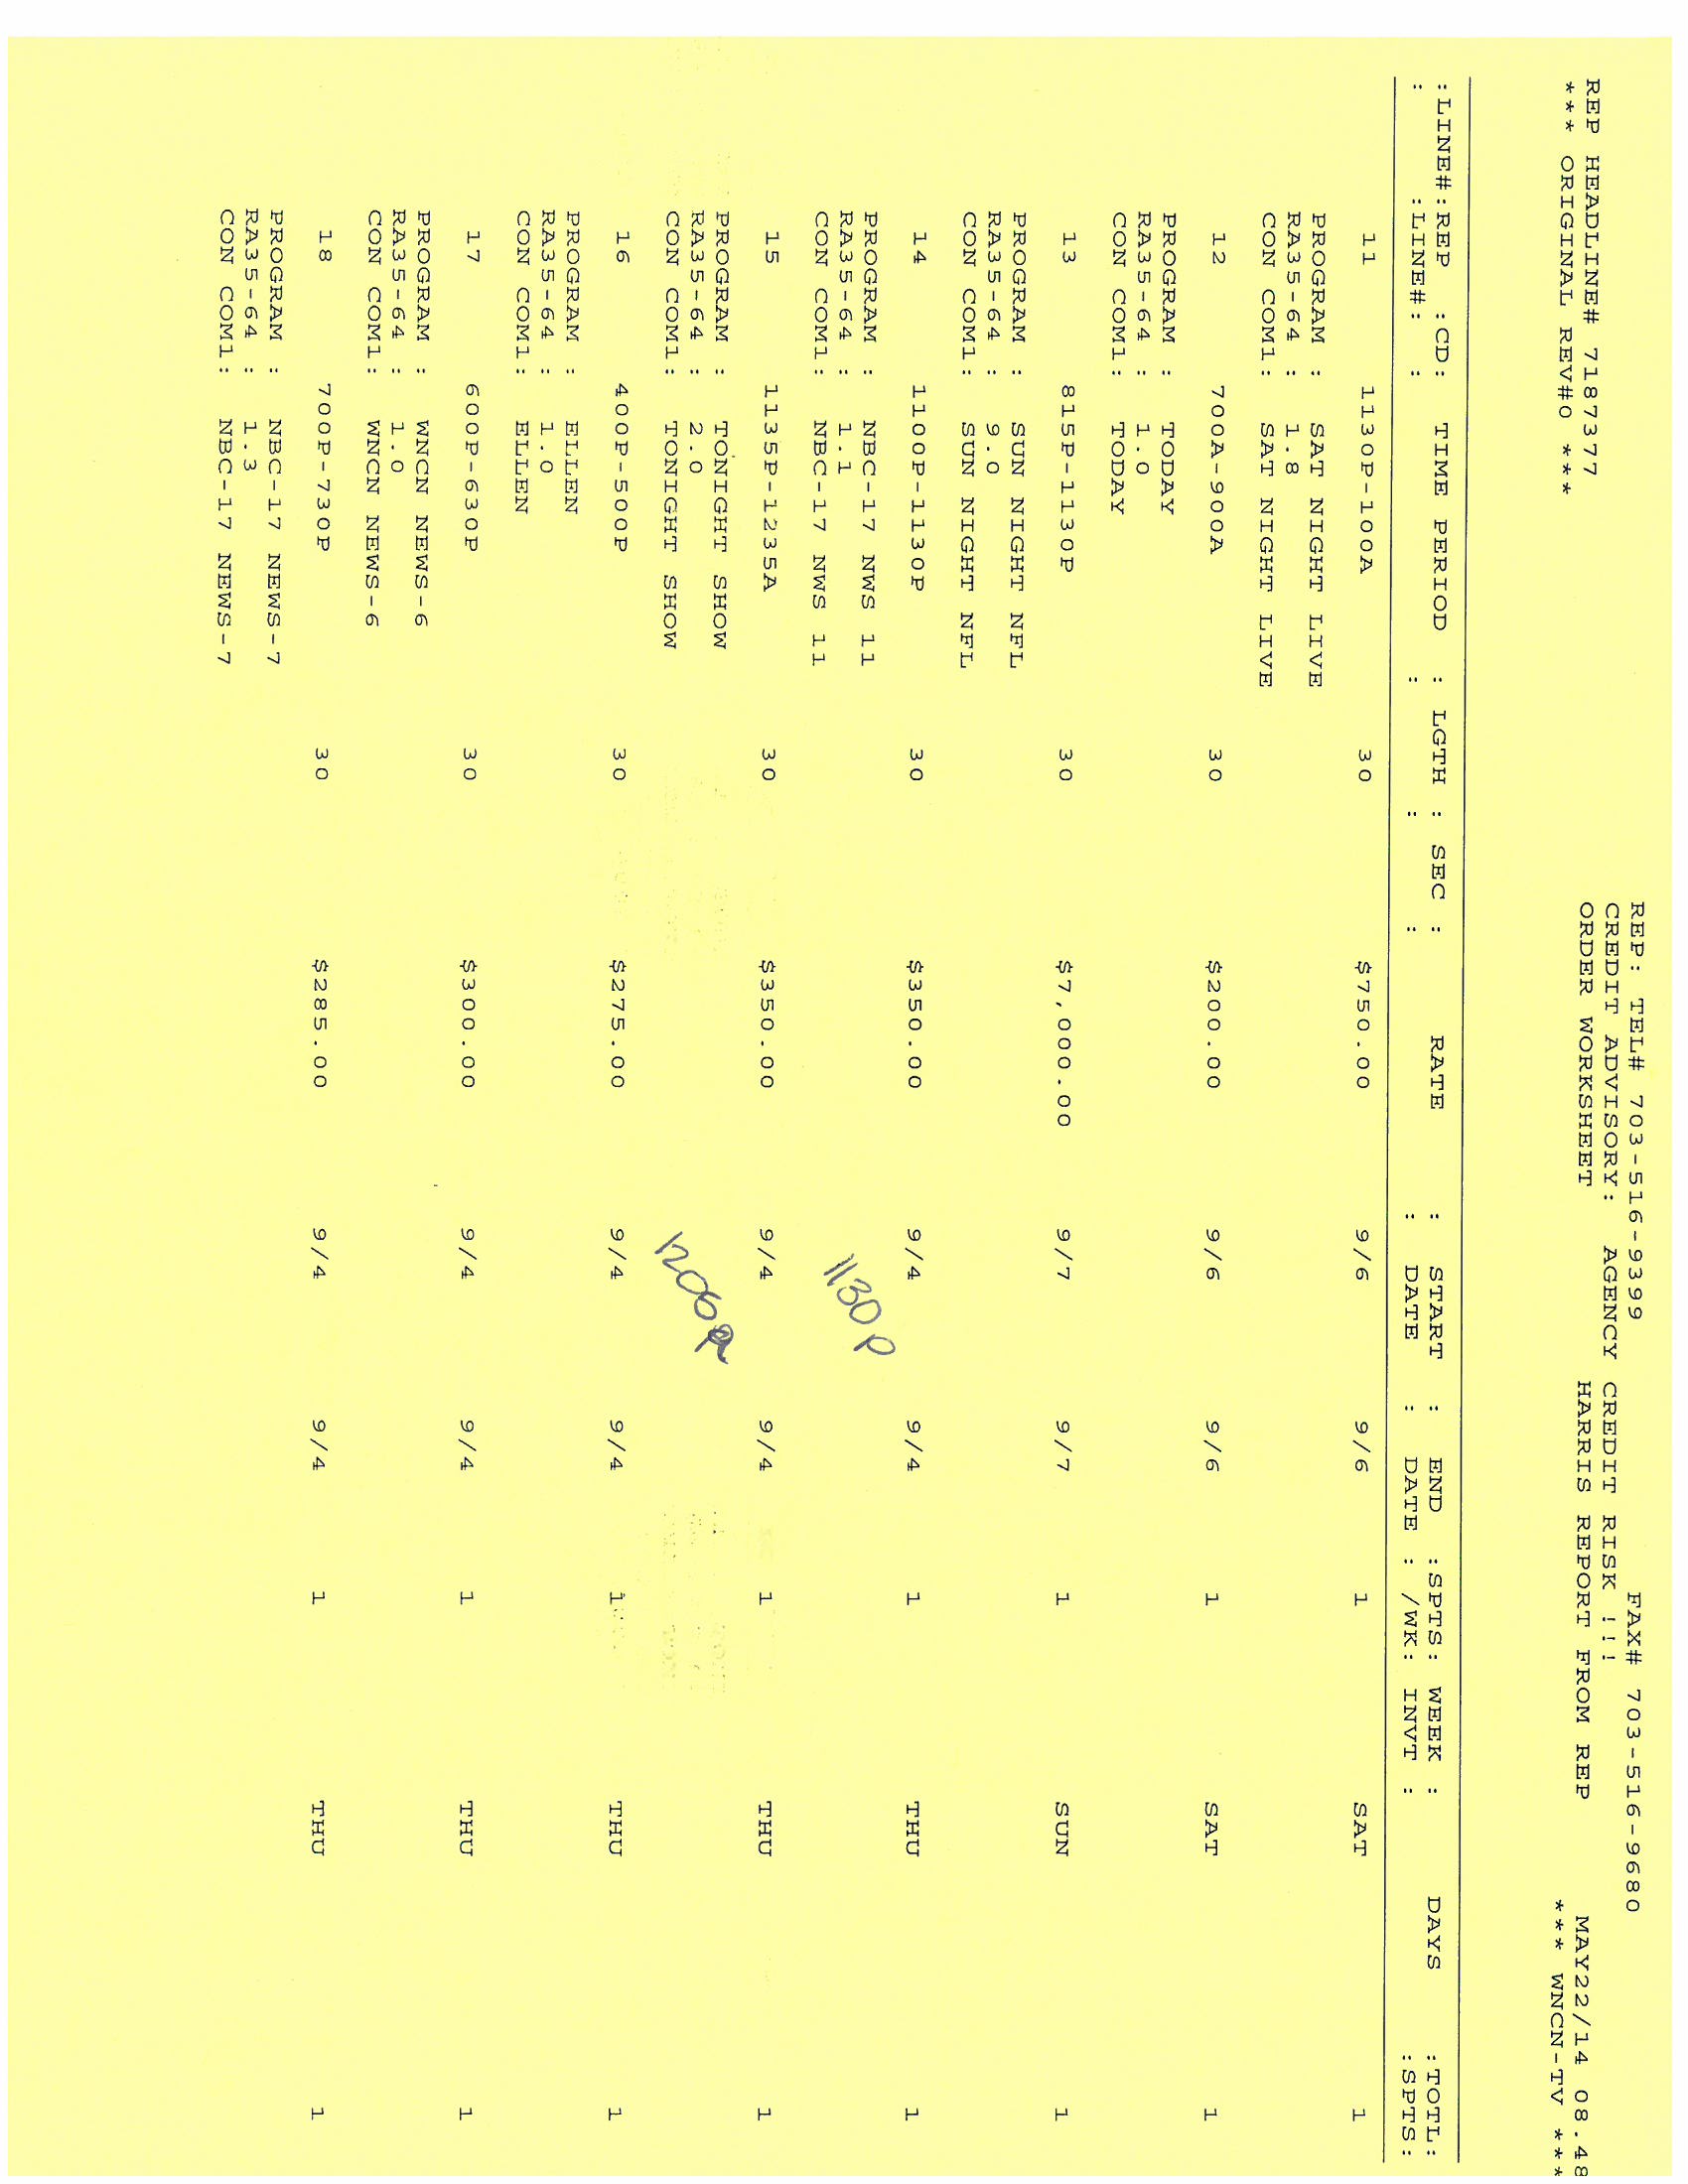 REP: TEL# 703-516-9399 FAX# 703-516-9680
CREDIT ADVISORY: AGENCY CREDIT RISK !!!
REP HEADLINE# 7187377 ORDER WORKSHEET HARRIS REPORT FROM REP MAY22/14 08.48
*** ORIGINAL REV#0 *** *** WNCN-TV ***
:LINE#:REP :CD: TIME PERIOD : LGTH : SEC : RATE : START : END :SPTS: WEEK : DAYS :TOTL:
: :LINE#: : : : : DATE : DATE : /WK: INVT : :SPTS:
11 1130P-100A 30 $750.00 9/6 9/6 1 SAT 1
PROGRAM : SAT NIGHT LIVE
RA35-64 : 1.8
CON COM1: SAT NIGHT LIVE
12 700A-900A 30 $200.00 9/6 9/6 1 SAT 1
PROGRAM : TODAY
RA35-64 : 1.0
CON COM1: TODAY
13 815P-1130P 30 $7,000.00 9/7 9/7 1 SUN 1
PROGRAM : SUN NIGHT NFL
RA35-64 : 9.0
CON COM1: SUN NIGHT NFL
14 1100P-1130P 30 $350.00 9/4 9/4 1 THU 1
PROGRAM : NBC-17 NWS 11
RA35-64 : 1.1
CON COM1: NBC-17 NWS 11
1130P
15 1135P-1235A 30 $350.00 9/4 9/4 1 THU 1
PROGRAM : TONIGHT SHOW
RA35-64 : 2.0
CON COM1: TONIGHT SHOW
16 400P-500P 30 $275.00 9/4 9/4 1 THU 1
PROGRAM : ELLEN
RA35-64 : 1.0
CON COM1: ELLEN
17 600P-630P 30 $300.00 9/4 9/4 1 THU 1
PROGRAM : WNCN NEWS-6
RA35-64 : 1.0
CON COM1: WNCN NEWS-6
18 700P-730P 30 $285.00 9/4 9/4 1 THU 1
PROGRAM : NBC-17 NEWS-7
RA35-64 : 1.3
CON COM1: NBC-17 NEWS-7